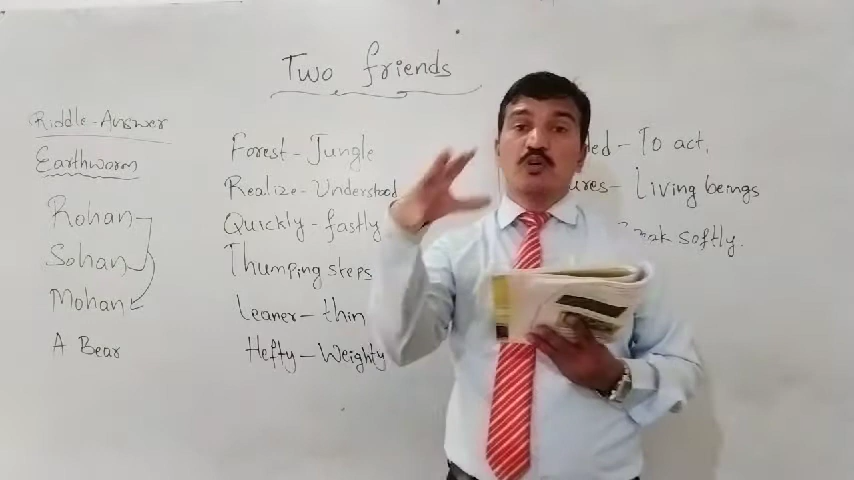 Two friends
Riddle-Answer
Earthworm
Rohan
Sohan
Mohan
A Bear
Forest - Jungle
Realize - Understood
Quickly - fastly
Thumping steps
Leaner - thin
Hefty - Weighty
- To act.
- Living beings
softly.